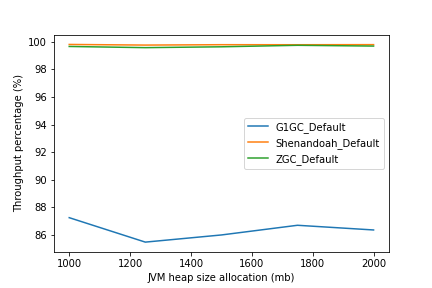 Throughput percentage (%)
100
98
96
94
92
90
88
86
G1GC_Default
Shenandoah_Default
ZGC_Default
1000 1200 1400 1600 1800 2000
JVM heap size allocation (mb)